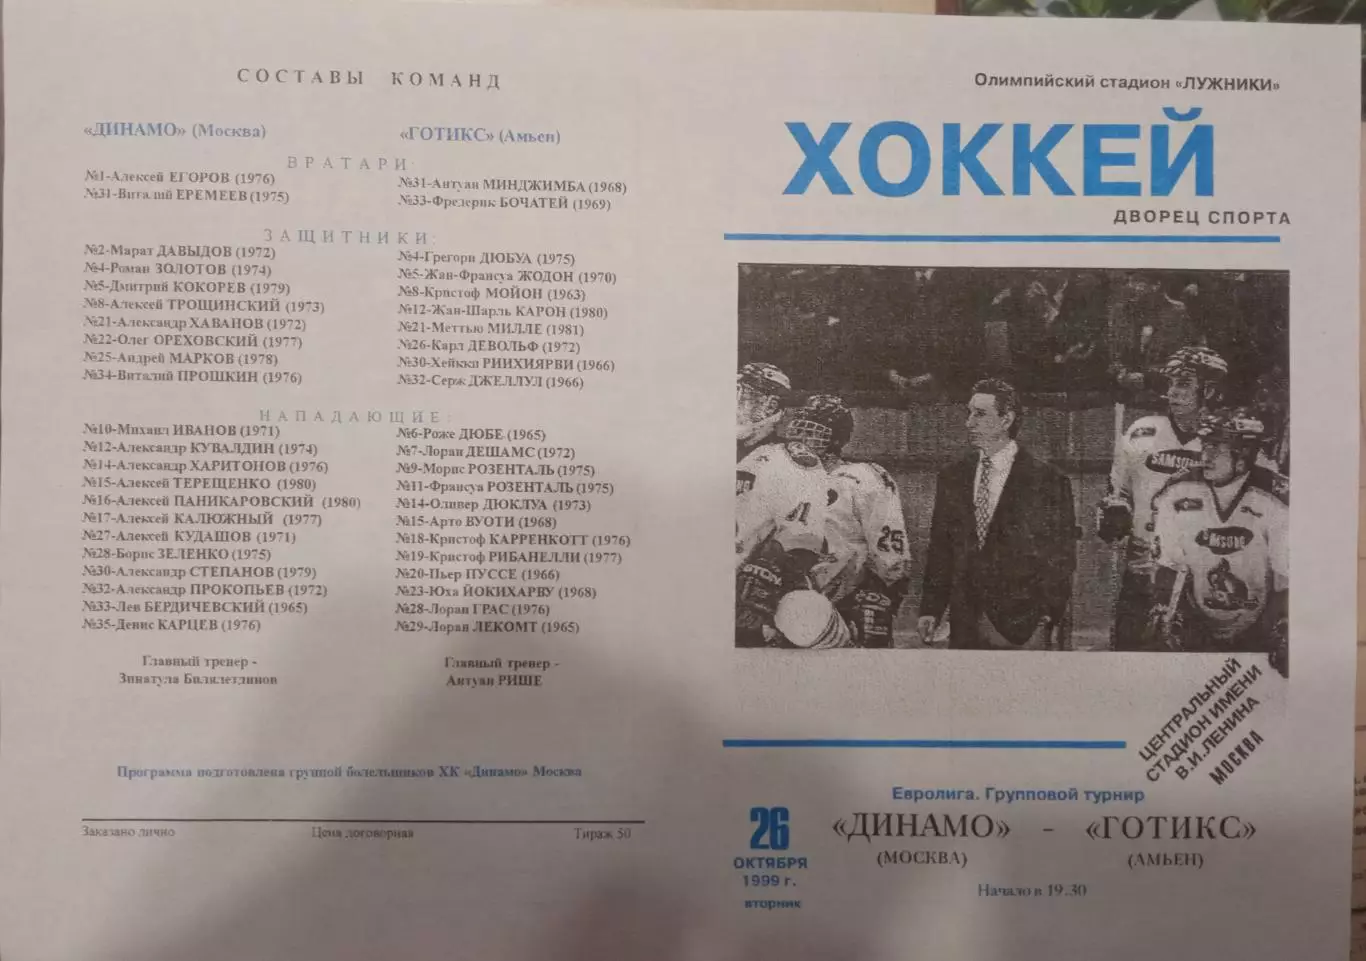 СОСТАВЫ КОМАНД
«ДИНАМО» (Москва)
«ГОТИКС» (Амьен)
ВРАТАРИ:
№1-Алексей ЕГОРОВ (1976)
№31-Виталий ЕРЕМЕЕВ (1975)
№31-Антуан МИНДЖИМБА (1968)
№33-Фредерик БОЧАТЕЙ (1969)
ЗАЩИТНИКИ:
№2-Марат ДАВЫДОВ (1972)
№4-Роман ЗОЛОТОВ (1974)
№5-Дмитрий КОКОРЕВ (1979)
№8-Алексей ТРОЩИНСКИЙ (1973)
№21-Александр ХАВАНОВ (1972)
№22-Олег ОРЕХОВСКИЙ (1977)
№25-Андрей МАРКОВ (1978)
№34-Виталий ПРОШКИН (1976)
№4-Грегори ДЮБУА (1975)
№5-Жан-Франсуа ЖОДОН (1970)
№8-Кристоф МОЙОН (1963)
№12-Жан-Шарль КАРОН (1980)
№21-Меттью МИЛЛЕ (1981)
№26-Карл ДЕВОЛЬФ (1972)
№30-Хейкки РИИХИЯРВИ (1966)
№32-Серж ДЖЕЛЛУЛ (1966)
НАПАДАЮЩИЕ:
№10-Михаил ИВАНОВ (1971)
№12-Александр КУВАЛДИН (1974)
№14-Александр ХАРИТОНОВ (1976)
№15-Алексей ТЕРЕЩЕНКО (1980)
№16-Алексей ПАНИКАРОВСКИЙ (1980)
№17-Алексей КАЛЮЖНЫЙ (1977)
№27-Алексей КУДАШОВ (1971)
№28-Борис ЗЕЛЕНКО (1975)
№30-Александр СТЕПАНОВ (1979)
№32-Александр ПРОКОПЬЕВ (1972)
№33-Лев БЕРДИЧЕВСКИЙ (1965)
№35-Денис КАРЦЕВ (1976)
№6-Роже ДЮБЕ (1965)
№7-Лоран ДЕШАМС (1972)
№9-Морис РОЗЕНТАЛЬ (1975)
№11-Франсуа РОЗЕНТАЛЬ (1975)
№14-Оливер ДЮКЛУА (1973)
№15-Арто ВУОТИ (1968)
№18-Кристоф КАРРЕНКОТТ (1976)
№19-Кристоф РИБАНЕЛЛИ (1977)
№20-Пьер ПУССЕ (1966)
№23-Юха ЙОКИХАРВУ (1968)
№28-Лоран ГРАС (1976)
№29-Лоран ЛЕКОМТ (1965)
Главный тренер -
Зинатула Билялетдинов
Главный тренер -
Антуан РИШЕ
Программа подготовлена группой болельщиков ХК «Динамо» Москва
Заказано лично Цена договорная Тираж 50
Олимпийский стадион «ЛУЖНИКИ»
ХОККЕЙ
ДВОРЕЦ СПОРТА
25
SAMSUNG
SAMSUNG
ЦЕНТРАЛЬНЫЙ
СТАДИОН ИМЕНИ
В.И.ЛЕНИНА
МОСКВА
Евролига. Групповой турнир
26
ОКТЯБРЯ
1999 г.
вторник
«ДИНАМО» - «ГОТИКС»
(МОСКВА) (АМЬЕН)
Начало в 19.30